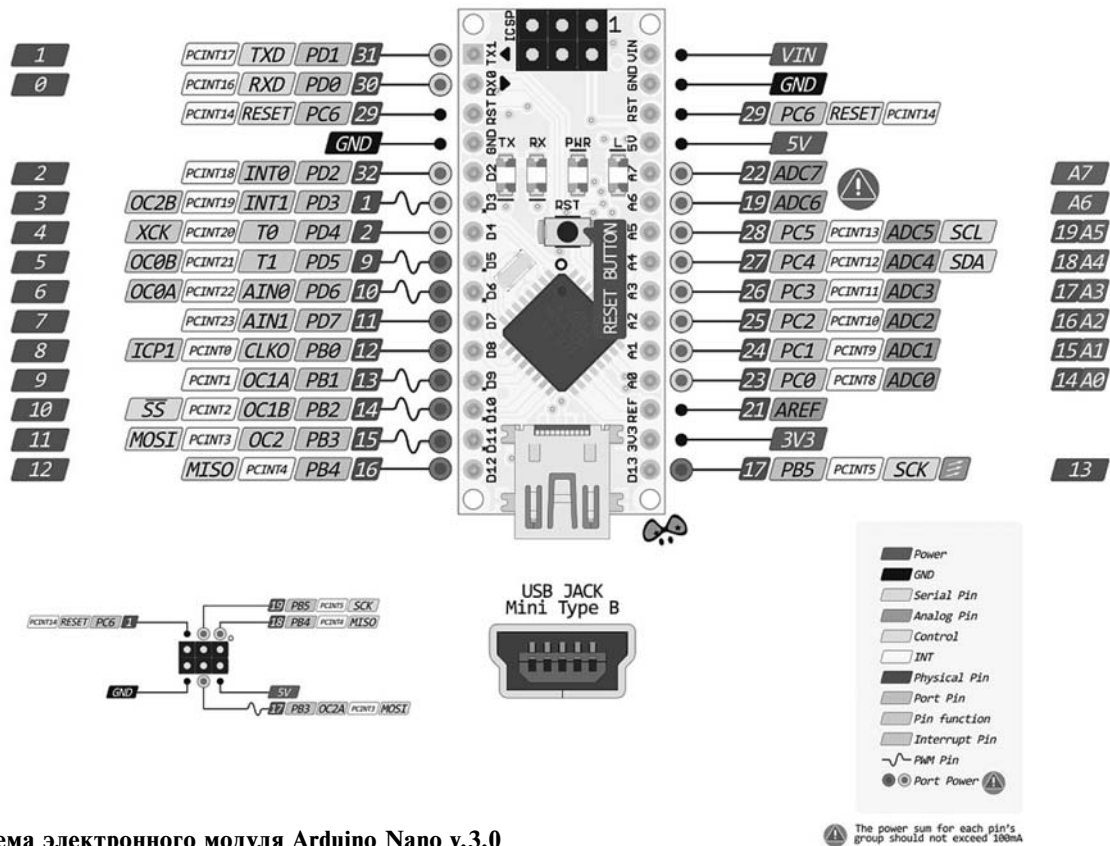 1 PCINT17 TXD PD1 31 TX1 ICSP 1 VIN VIN
0 PCINT16 RXD PD0 30 RX0 GND GND
PCINT14 RESET PC6 29 RST RST 29 PC6 RESET PCINT14
GND GND 5V 5V
TX RX PWR L
2 PCINT18 INT0 PD2 32 D2 A7 22 ADC7 A7
3 OC2B PCINT19 INT1 PD3 1 D3 A6 19 ADC6 A6
RST
4 XCK PCINT20 T0 PD4 2 D4 A5 28 PC5 PCINT13 ADC5 SCL 19 A5
5 OC0B PCINT21 T1 PD5 9 D5 A4 27 PC4 PCINT12 ADC4 SDA 18 A4
RESET BUTTON
6 OC0A PCINT22 AIN0 PD6 10 D6 A3 26 PC3 PCINT11 ADC3 17 A3
7 PCINT23 AIN1 PD7 11 D7 A2 25 PC2 PCINT10 ADC2 16 A2
8 ICP1 PCINT0 CLKO PB0 12 D8 A1 24 PC1 PCINT9 ADC1 15 A1
9 PCINT1 OC1A PB1 13 D9 A0 23 PC0 PCINT8 ADC0 14 A0
10 SS PCINT2 OC1B PB2 14 D10 REF 21 AREF
11 MOSI PCINT3 OC2 PB3 15 D11 3V3 3V3
12 MISO PCINT4 PB4 16 D12 D13 17 PB5 PCINT5 SCK 13
PCINT14 RESET PC6 1
19 PB5 PCINT5 SCK
18 PB4 PCINT4 MISO
GND
5V
17 PB3 OC2A PCINT3 MOSI
USB JACK
Mini Type B
Power
GND
Serial Pin
Analog Pin
Control
INT
Physical Pin
Port Pin
Pin function
Interrupt Pin
PWM Pin
Port Power
The power sum for each pin's
group should not exceed 100mA
ема электронного модуля Arduino Nano v.3.0